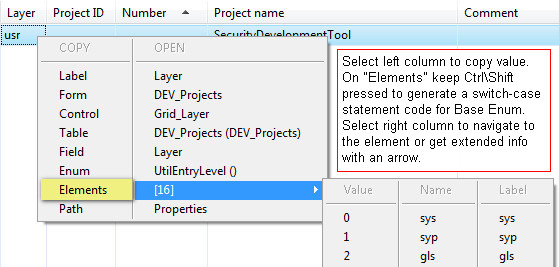 Layer Project ID Number Project name Comment
usr SecurityDevelopmentTool
COPY OPEN
Label Layer
Form DEV_Projects
Control Grid_Layer
Table DEV_Projects (DEV_Projects)
Field Layer
Enum UtilEntryLevel ()
Elements [16]
Path Properties
Select left column to copy value.
On "Elements" keep Ctrl\Shift
pressed to generate a switch-case
statement code for Base Enum.
Select right column to navigate to
the element or get extended info
with an arrow.
Value Name Label
0 sys sys
1 syp syp
2 gls gls